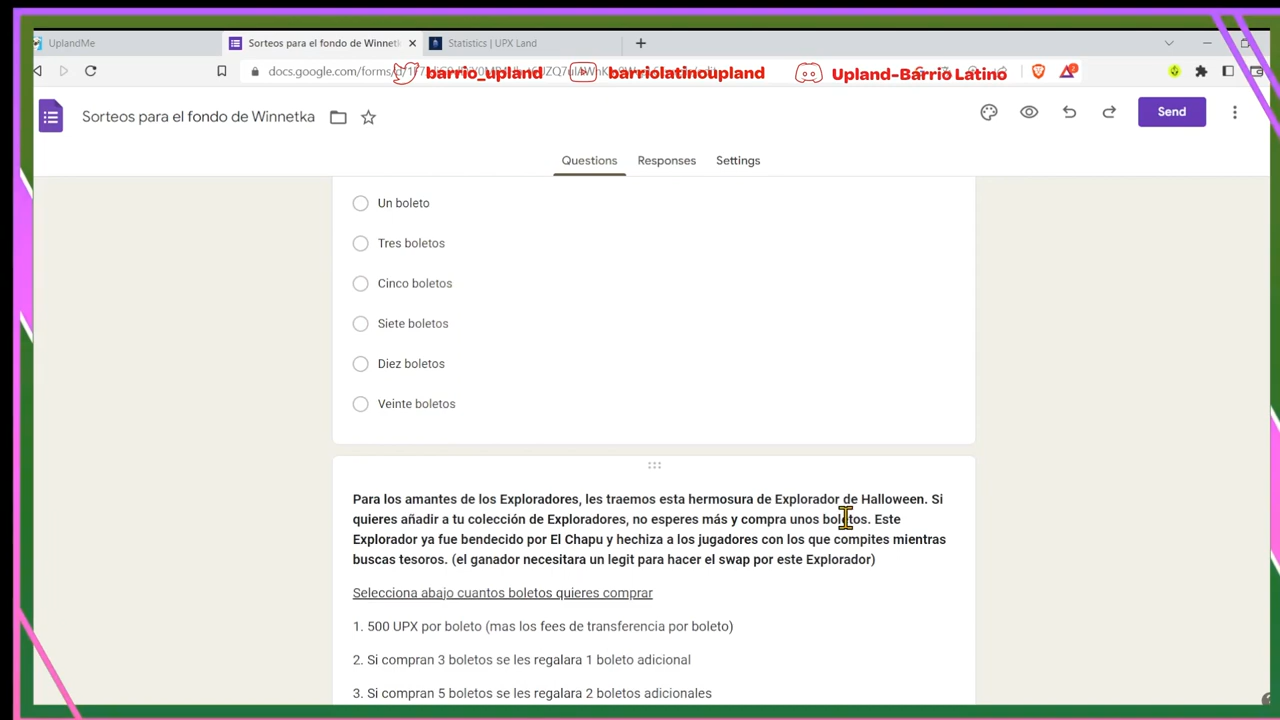 UplandMe
Sorteos para el fondo de Winnetk
Statistics | UPX Land
docs.google.com/forms/d/
barrio_upland
barriolatinoupland
Upland-Barrio Latino
Sorteos para el fondo de Winnetka
Send
Questions
Responses
Settings
Un boleto
Tres boletos
Cinco boletos
Siete boletos
Diez boletos
Veinte boletos
Para los amantes de los Exploradores, les traemos esta hermosura de Explorador de Halloween. Si
quieres añadir a tu colección de Exploradores, no esperes más y compra unos boletos. Este
Explorador ya fue bendecido por El Chapu y hechiza a los jugadores con los que compites mientras
buscas tesoros. (el ganador necesitara un legit para hacer el swap por este Explorador)
Selecciona abajo cuantos boletos quieres comprar
1. 500 UPX por boleto (mas los fees de transferencia por boleto)
2. Si compran 3 boletos se les regalara 1 boleto adicional
3. Si compran 5 boletos se les regalara 2 boletos adicionales